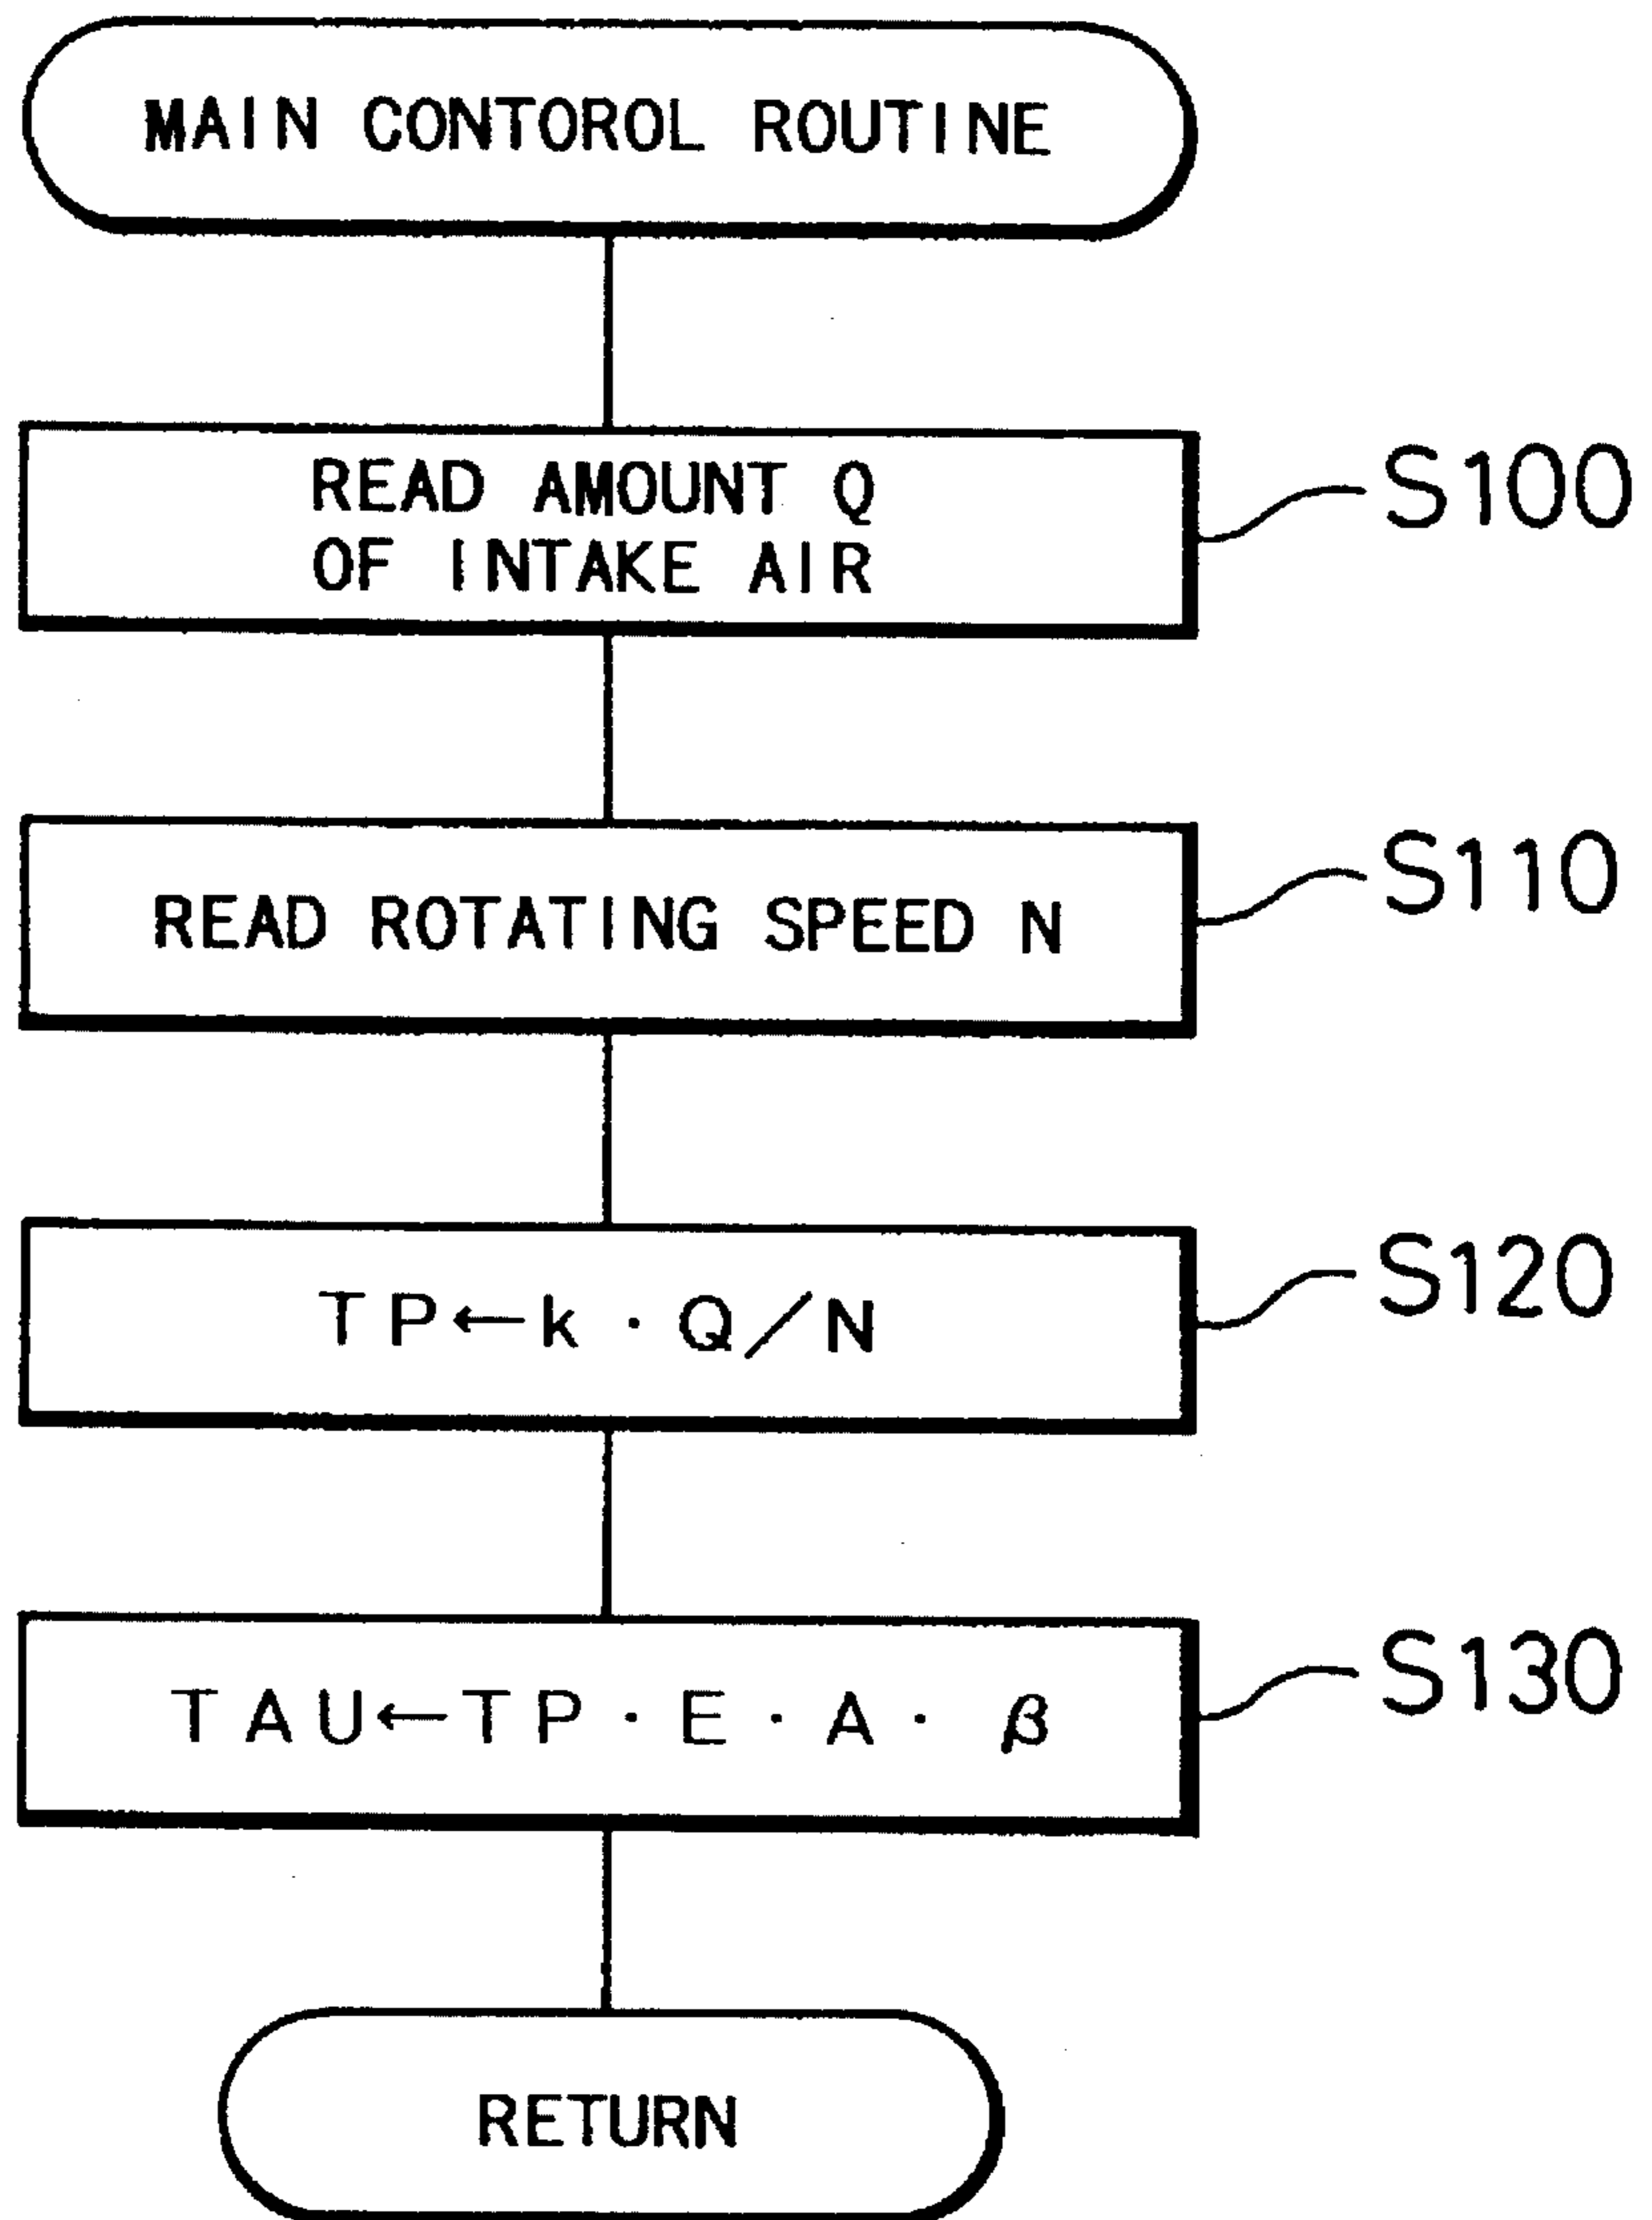 MAIN CONTOROL ROUTINE
READ AMOUNT Q
OF INTAKE AIR
S100
READ ROTATING SPEED N
S110
TP←k・Q/N
S120
TAU←TP・E・A・β
S130
RETURN